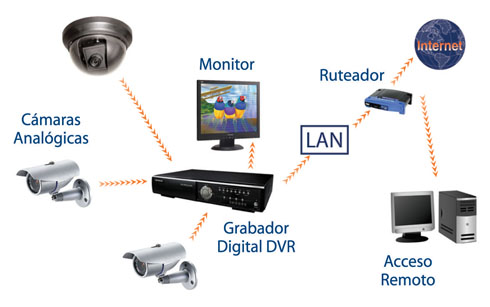 Monitor
Internet
Ruteador
Cámaras
Analógicas
LAN
Grabador
Digital DVR
Acceso
Remoto